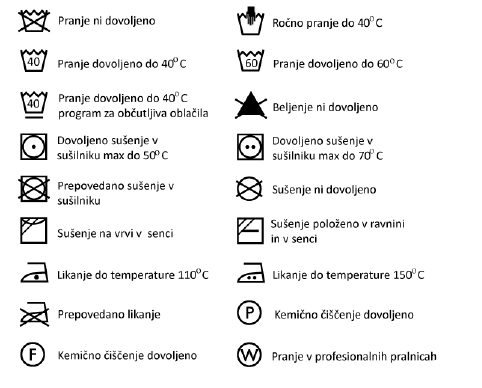 Pranje ni dovoljeno
Ročno pranje do 40°C
40
Pranje dovoljeno do 40°C
60
Pranje dovoljeno do 60°C
40
Pranje dovoljeno do 40°C
program za občutljiva oblačila
Beljenje ni dovoljeno
Dovoljeno sušenje v
sušilniku max do 50°C
Dovoljeno sušenje v
sušilniku max do 70°C
Prepovedano sušenje v
sušilniku
Sušenje ni dovoljeno
Sušenje na vrvi v senci
Sušenje položeno v ravnini
in v senci
Likanje do temperature 110°C
Likanje do temperature 150°C
Prepovedano likanje
P
Kemično čiščenje dovoljeno
F
Kemično čiščenje dovoljeno
W
Pranje v profesionalnih pralnicah